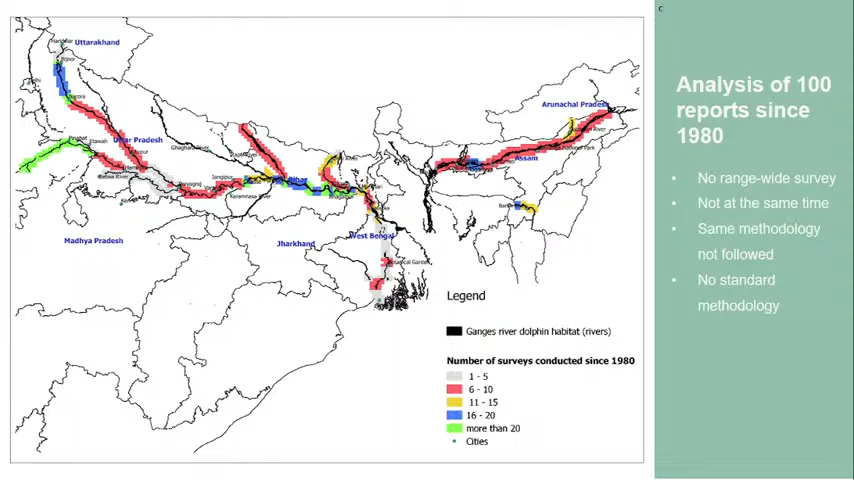 Uttarakhand
Arunachal Pradesh
Uttar Pradesh
Assam
Bihar
Madhya Pradesh
Jharkhand
West Bengal
Narora
Etawah
Legend
Ganges river dolphin habitat (rivers)
Number of surveys conducted since 1980
1 - 5
6 - 10
11 - 15
16 - 20
more than 20
Cities
c
Analysis of 100
reports since
1980
• No range-wide survey
• Not at the same time
• Same methodology
not followed
• No standard
methodology